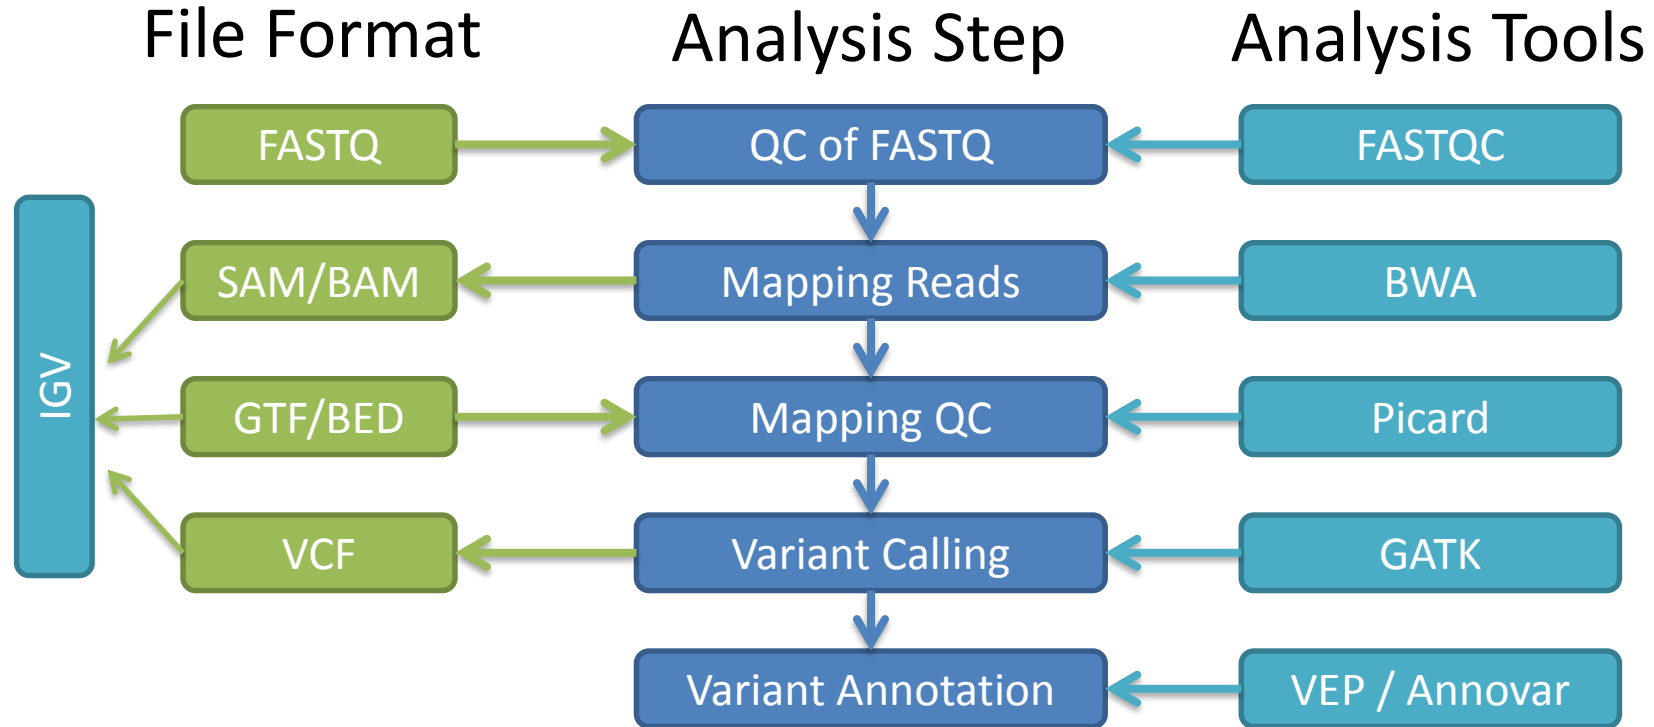 File Format
Analysis Step
Analysis Tools
FASTQ
QC of FASTQ
FASTQC
SAM/BAM
Mapping Reads
BWA
IGV
GTF/BED
Mapping QC
Picard
VCF
Variant Calling
GATK
Variant Annotation
VEP / Annovar